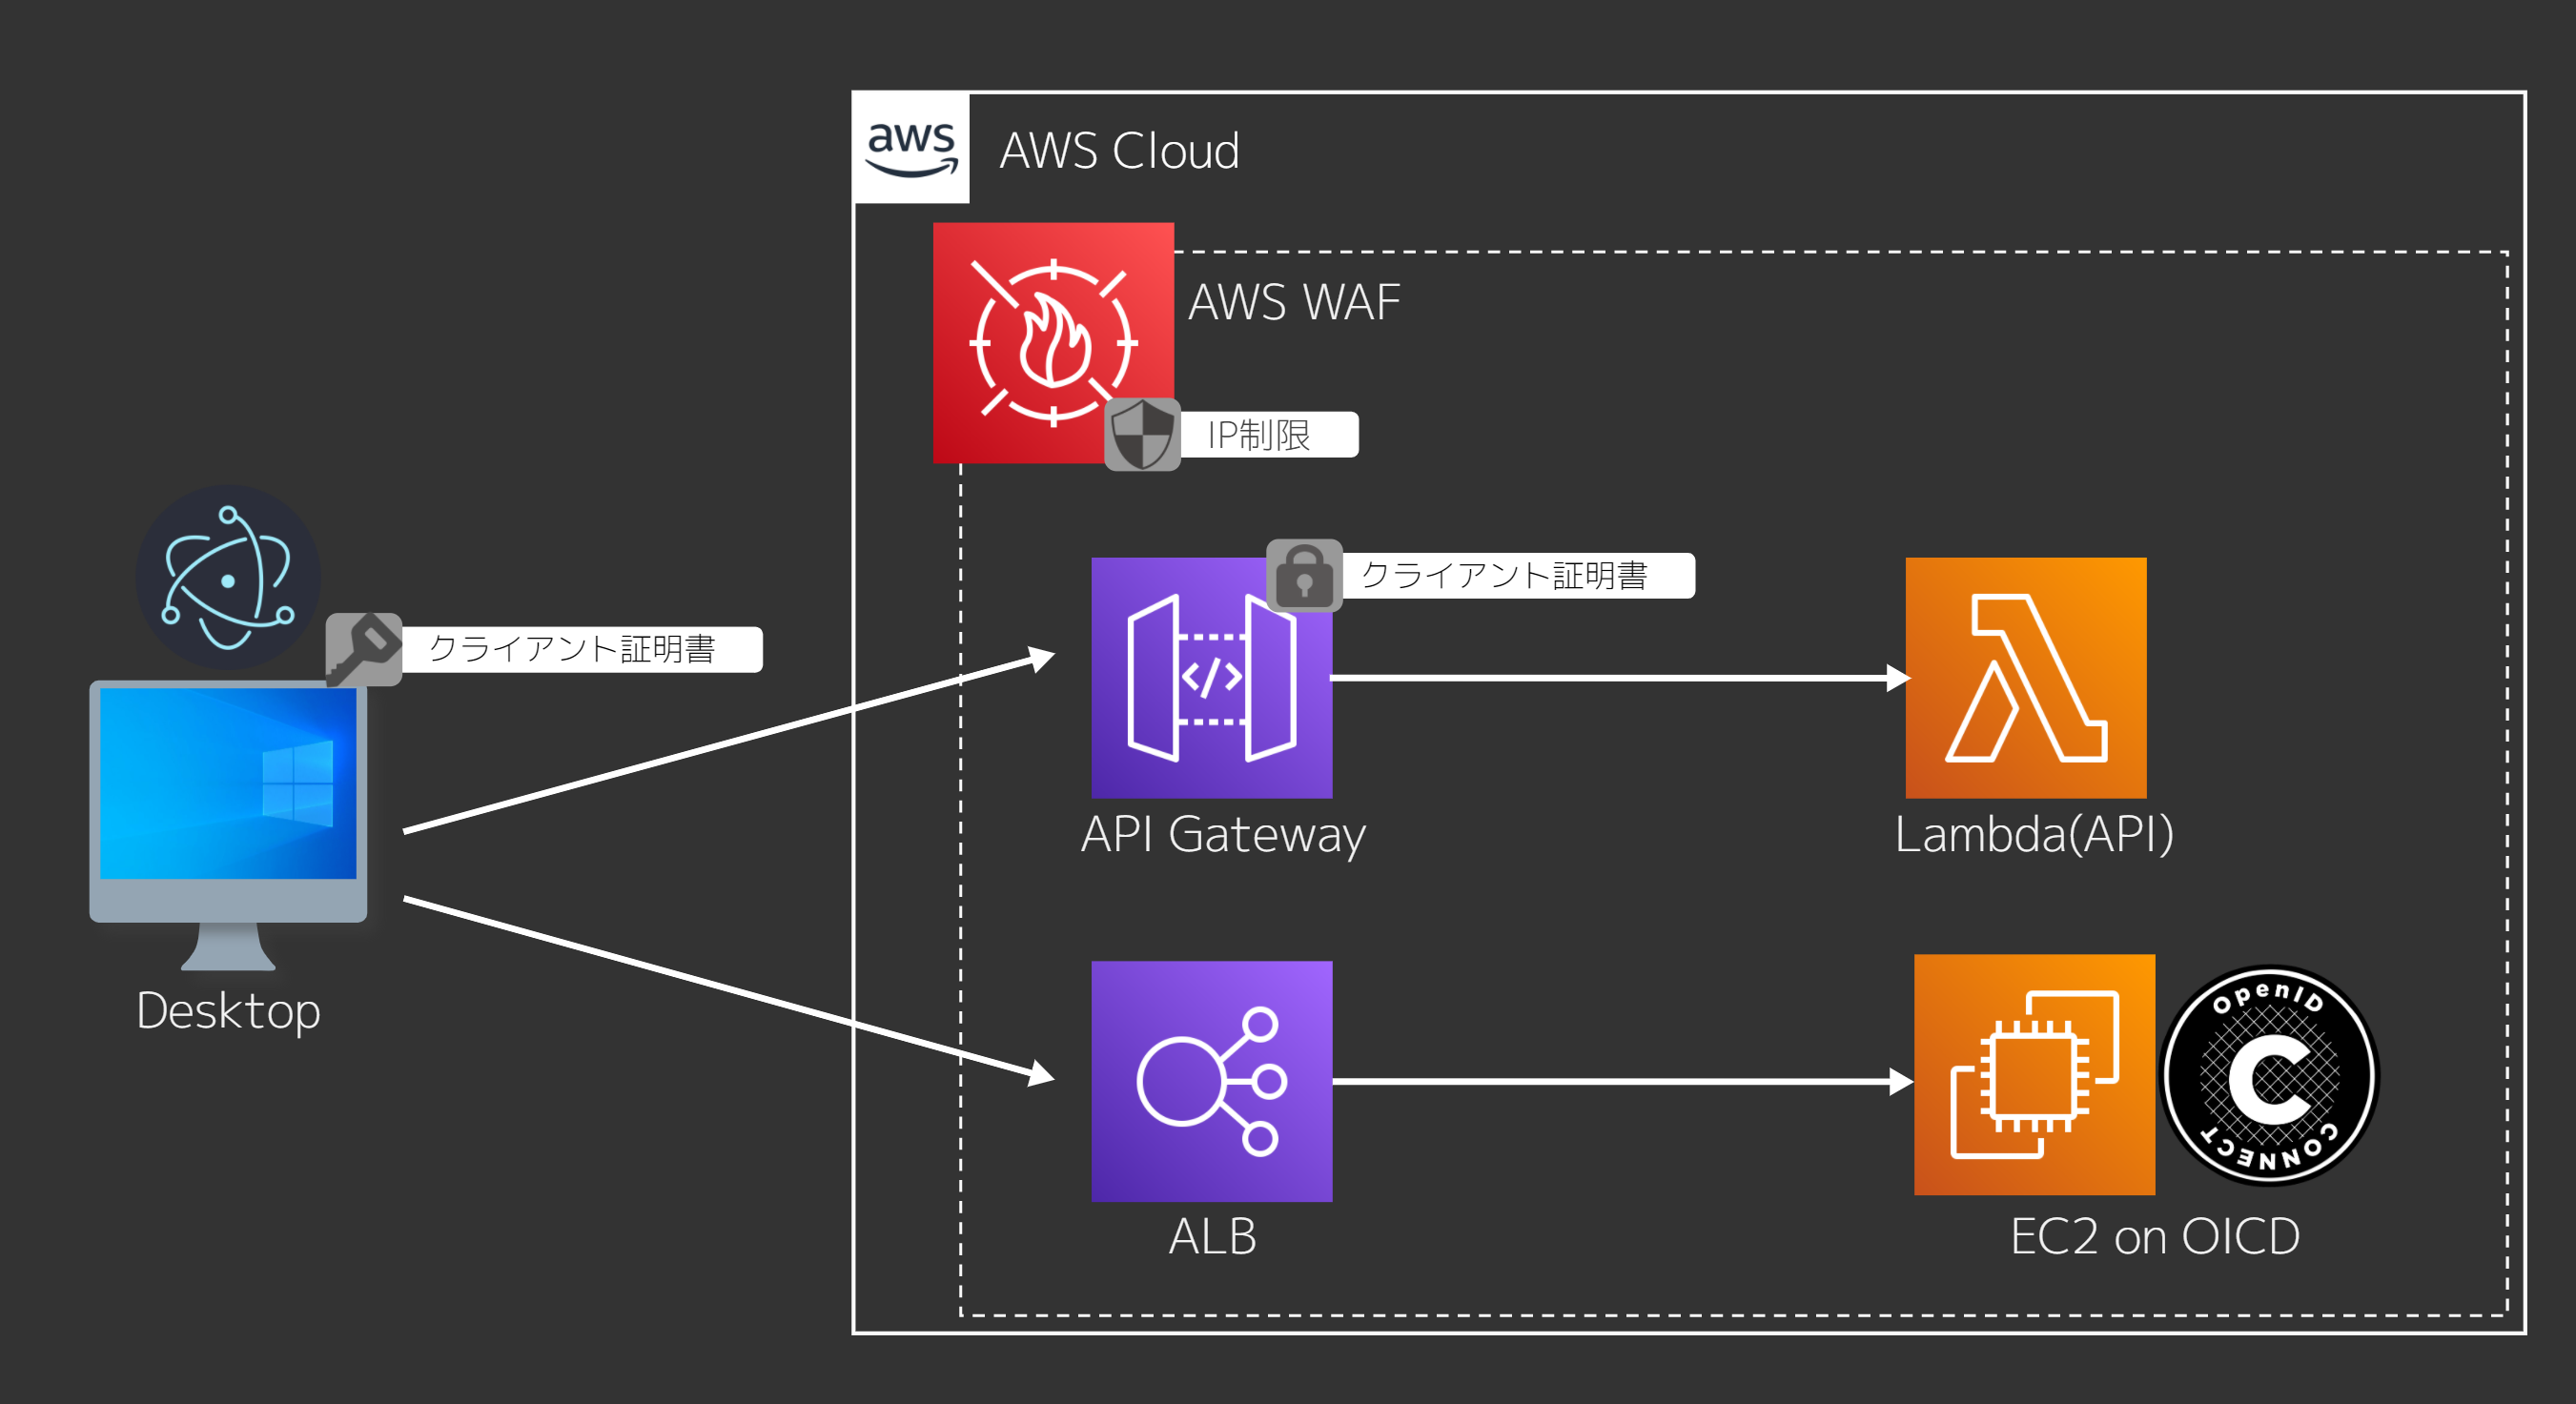 aws
AWS Cloud
AWS WAF
IP制限
クライアント証明書
クライアント証明書
</>
API Gateway
Lambda(API)
Desktop
OpenID
C
CONNECT
ALB
EC2 on OICD